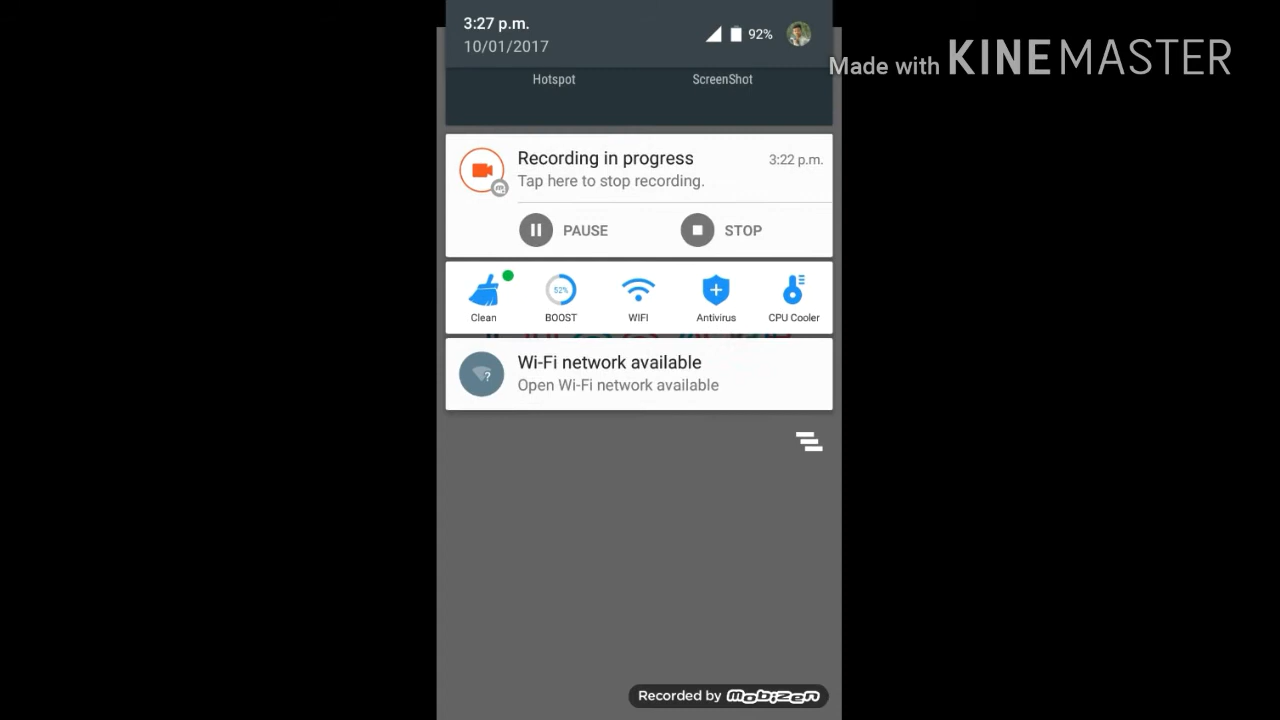 3:27 p.m.
10/01/2017
92%
Made with KINEMASTER
Hotspot
ScreenShot
Recording in progress
3:22 p.m.
Tap here to stop recording.
PAUSE
STOP
52%
Clean
BOOST
WIFI
Antivirus
CPU Cooler
Wi-Fi network available
?
Open Wi-Fi network available
Recorded by mobizen